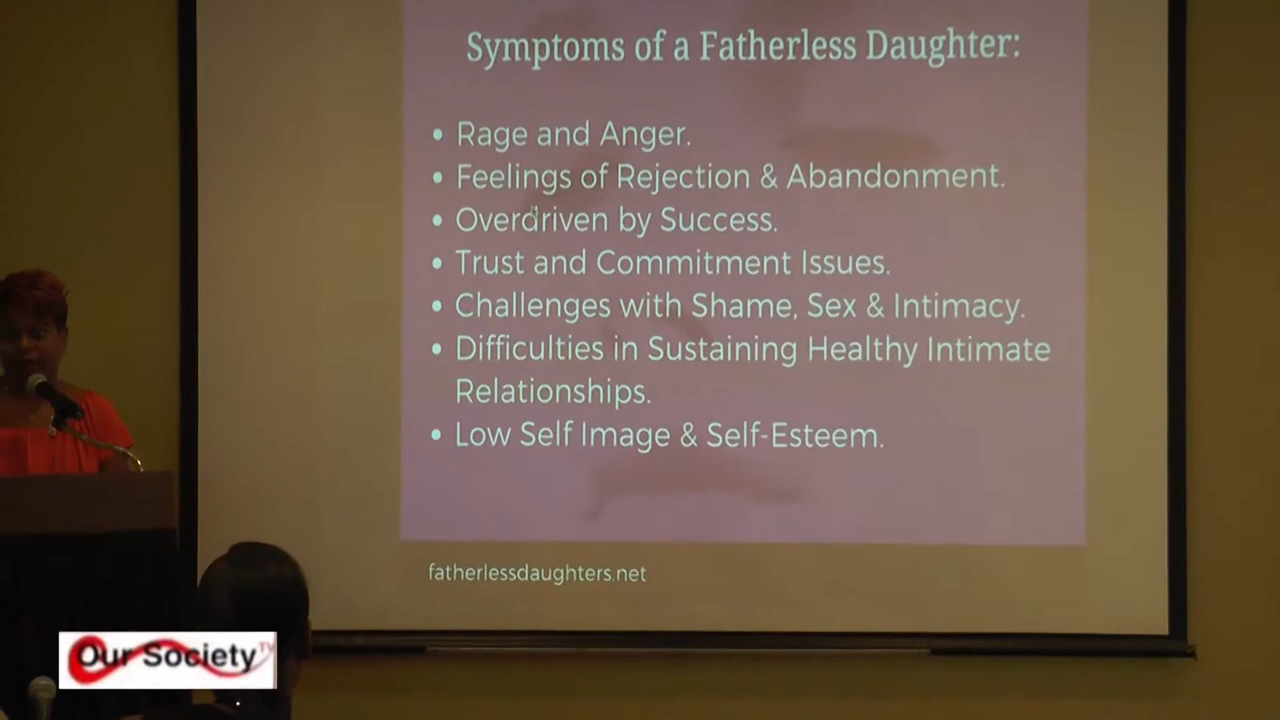 Symptoms of a Fatherless Daughter:
• Rage and Anger.
• Feelings of Rejection & Abandonment.
• Overdriven by Success.
• Trust and Commitment Issues.
• Challenges with Shame, Sex & Intimacy.
• Difficulties in Sustaining Healthy Intimate
Relationships.
• Low Self Image & Self-Esteem.
fatherlessdaughters.net
Our Society TV